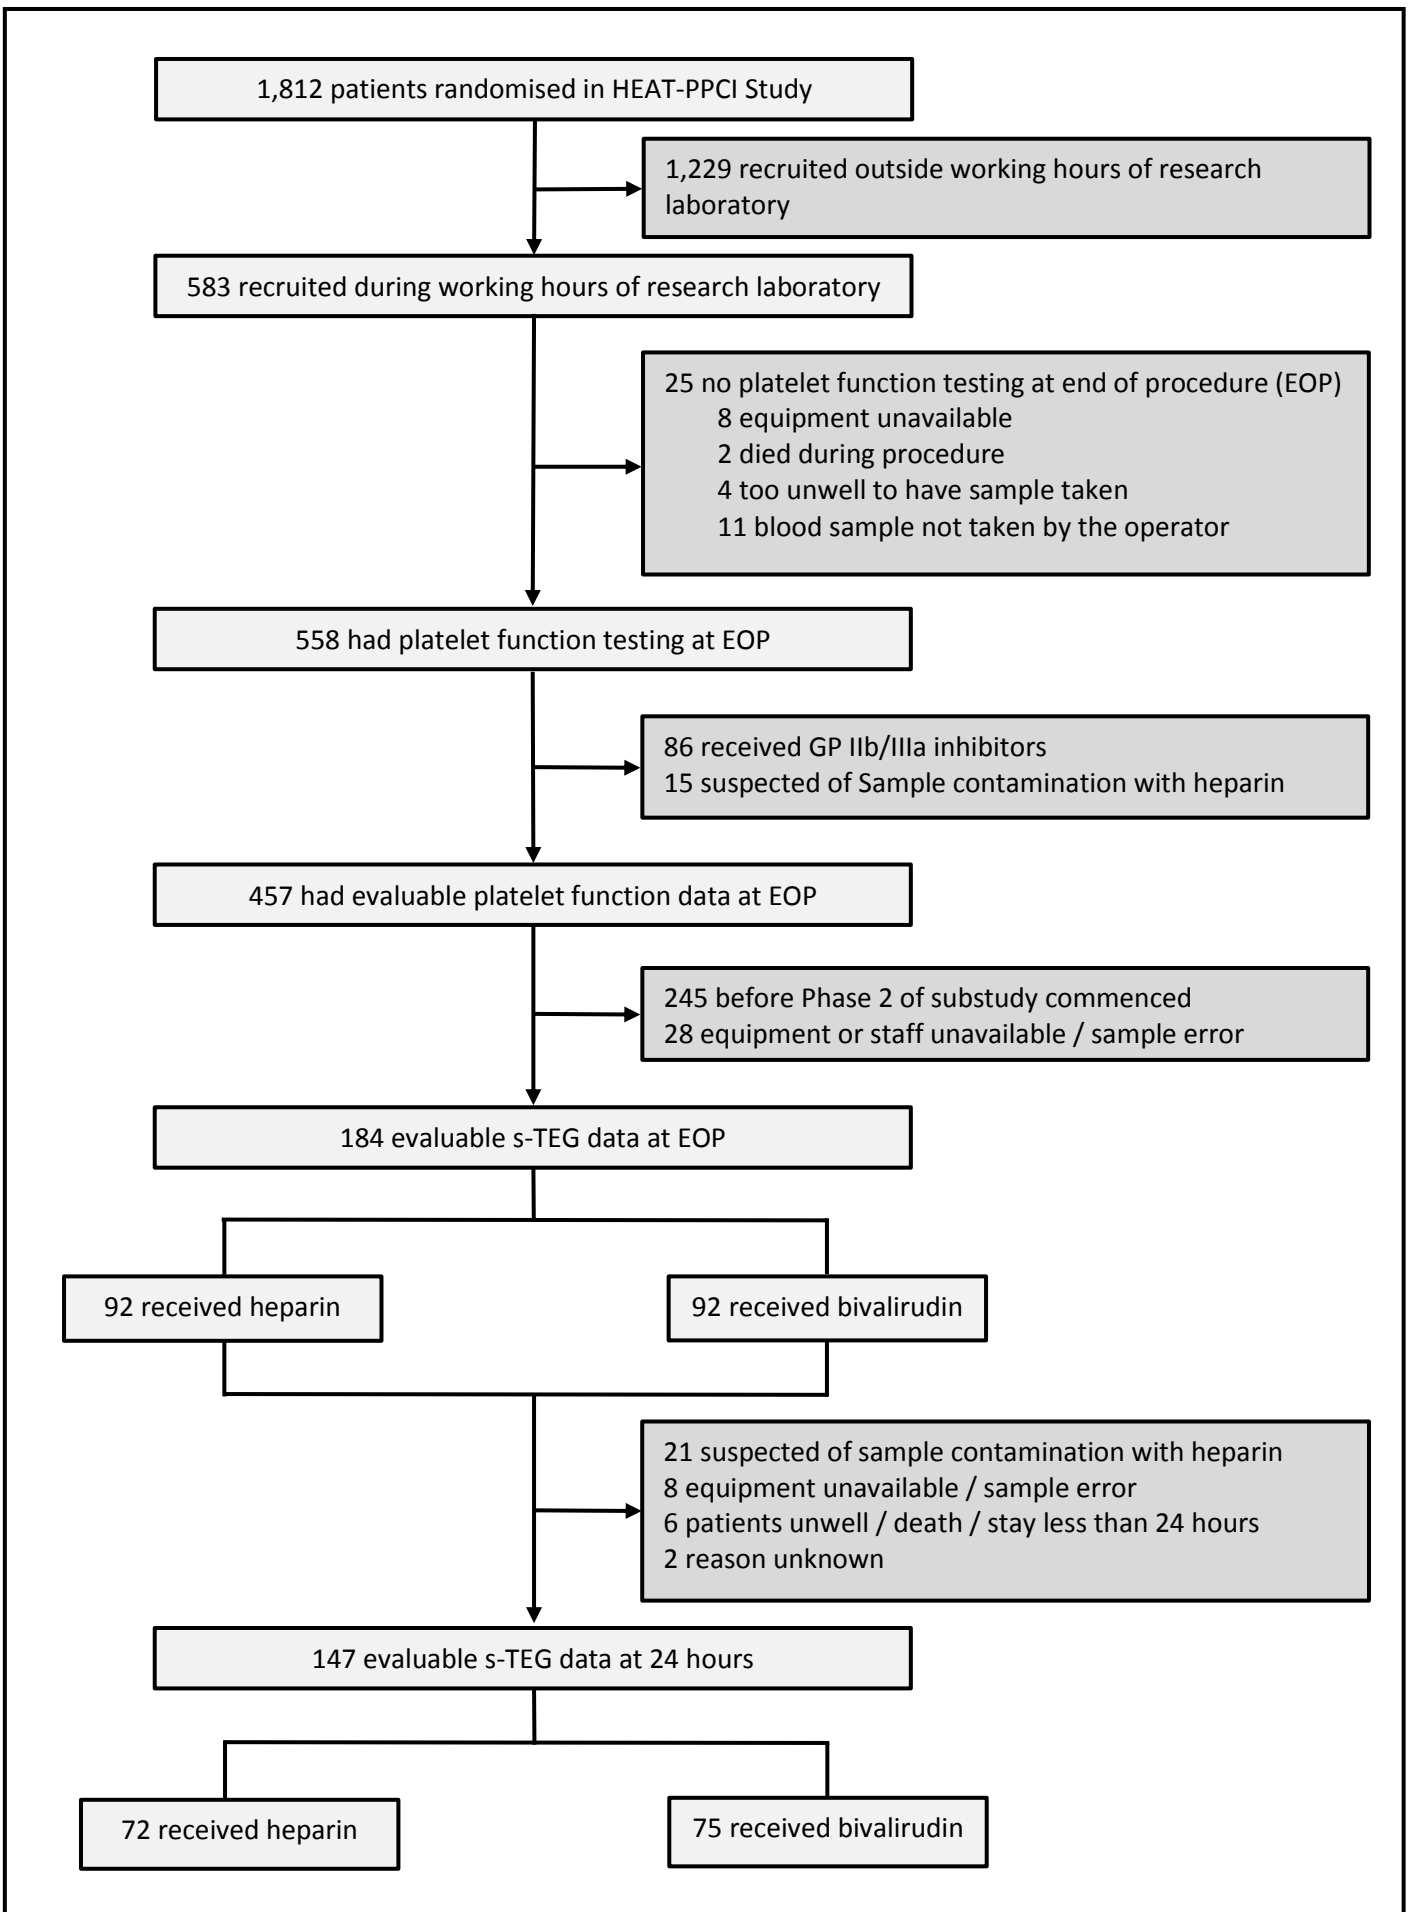 1,812 patients randomised in HEAT-PPCI Study
1,229 recruited outside working hours of research
laboratory
583 recruited during working hours of research laboratory
25 no platelet function testing at end of procedure (EOP)
8 equipment unavailable
2 died during procedure
4 too unwell to have sample taken
11 blood sample not taken by the operator
558 had platelet function testing at EOP
86 received GP IIb/IIIa inhibitors
15 suspected of Sample contamination with heparin
457 had evaluable platelet function data at EOP
245 before Phase 2 of substudy commenced
28 equipment or staff unavailable / sample error
184 evaluable s-TEG data at EOP
92 received heparin
92 received bivalirudin
21 suspected of sample contamination with heparin
8 equipment unavailable / sample error
6 patients unwell / death / stay less than 24 hours
2 reason unknown
147 evaluable s-TEG data at 24 hours
72 received heparin
75 received bivalirudin